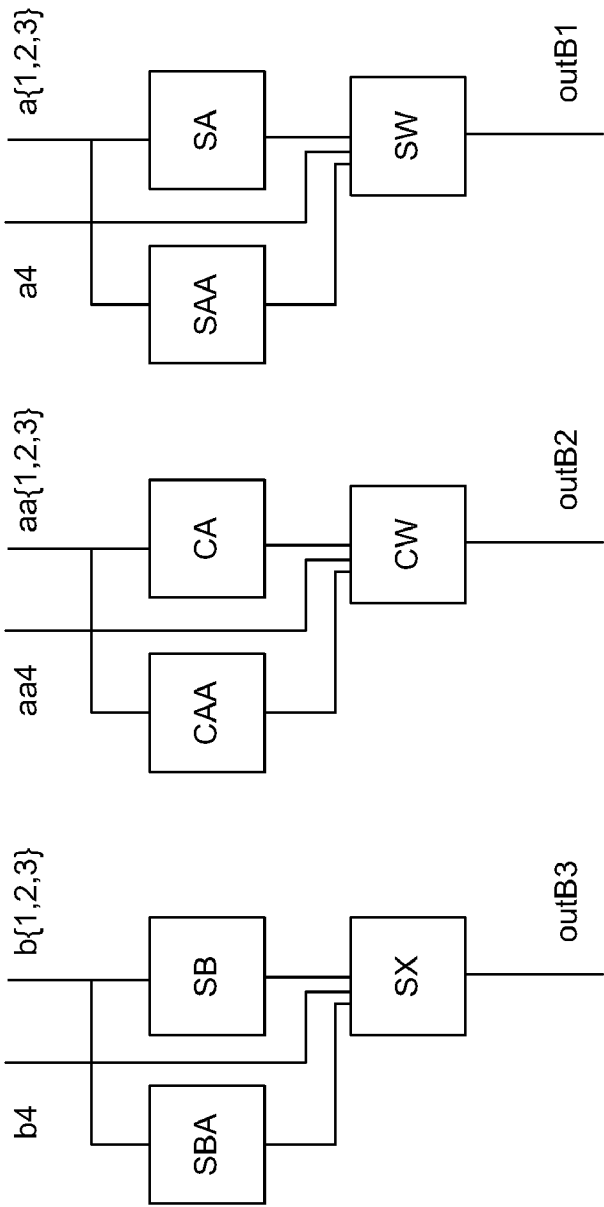 b4
b{1,2,3}
aa4
aa{1,2,3}
a4
a{1,2,3}
SBA
SB
CAA
CA
SAA
SA
SX
CW
SW
outB3
outB2
outB1